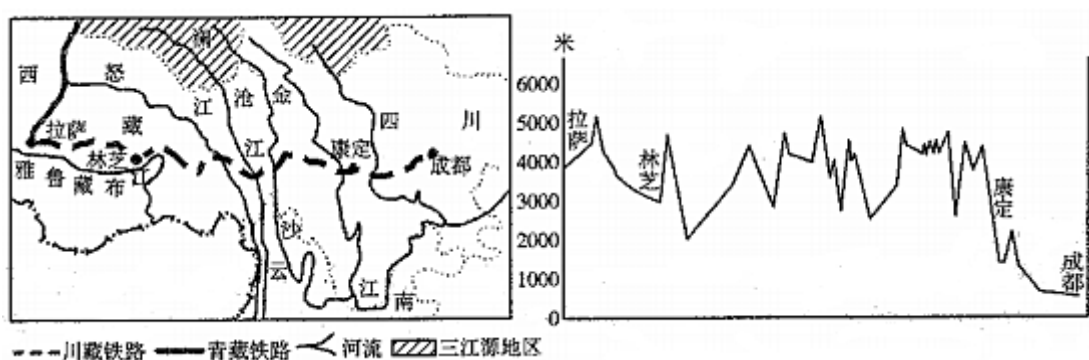 米
6000
5000
4000
3000
2000
1000
0
西
怒
江
澜
沧
江
金
沙
江
四
川
拉萨
藏
林芝
康定
成都
雅鲁藏布江
云
南
拉萨
林芝
康定
成都
川藏铁路
青藏铁路
河流
三江源地区